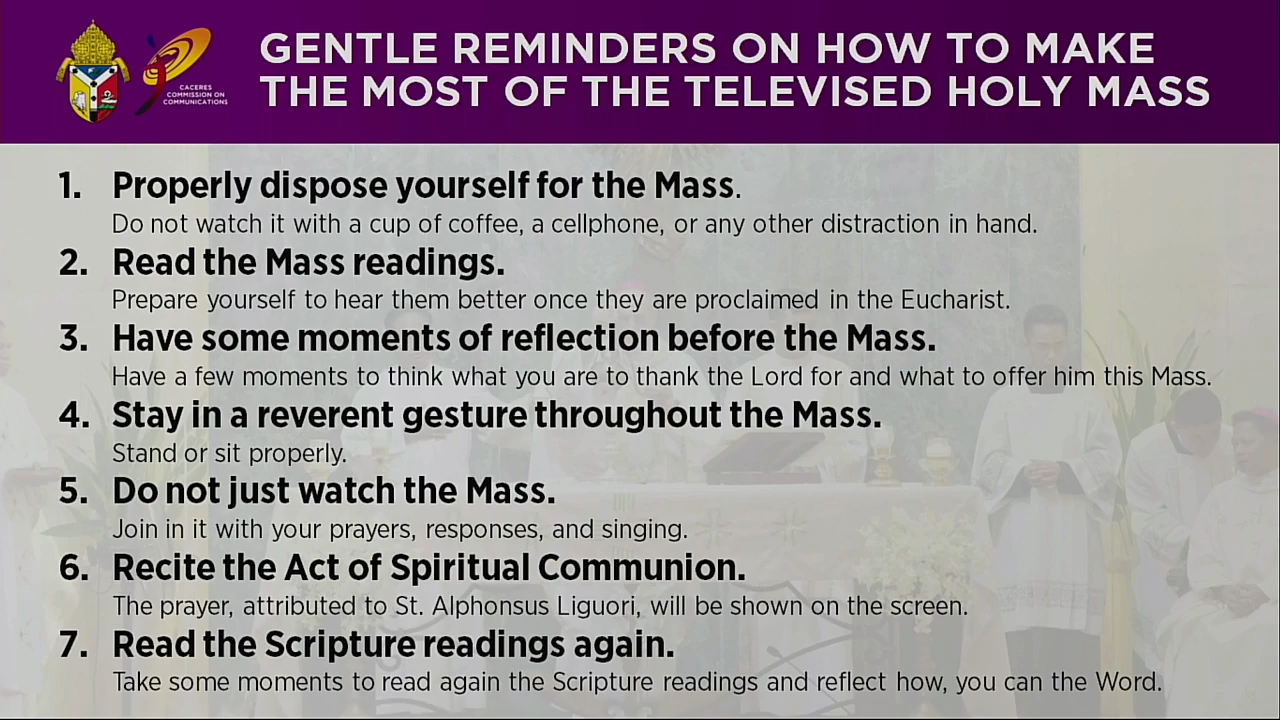 CACERES
COMMISSION ON
COMMUNICATIONS
GENTLE REMINDERS ON HOW TO MAKE
THE MOST OF THE TELEVISED HOLY MASS
1. Properly dispose yourself for the Mass.
Do not watch it with a cup of coffee, a cellphone, or any other distraction in hand.
2. Read the Mass readings.
Prepare yourself to hear them better once they are proclaimed in the Eucharist.
3. Have some moments of reflection before the Mass.
Have a few moments to think what you are to thank the Lord for and what to offer him this Mass.
4. Stay in a reverent gesture throughout the Mass.
Stand or sit properly.
5. Do not just watch the Mass.
Join in it with your prayers, responses, and singing.
6. Recite the Act of Spiritual Communion.
The prayer, attributed to St. Alphonsus Liguori, will be shown on the screen.
7. Read the Scripture readings again.
Take some moments to read again the Scripture readings and reflect how, you can the Word.